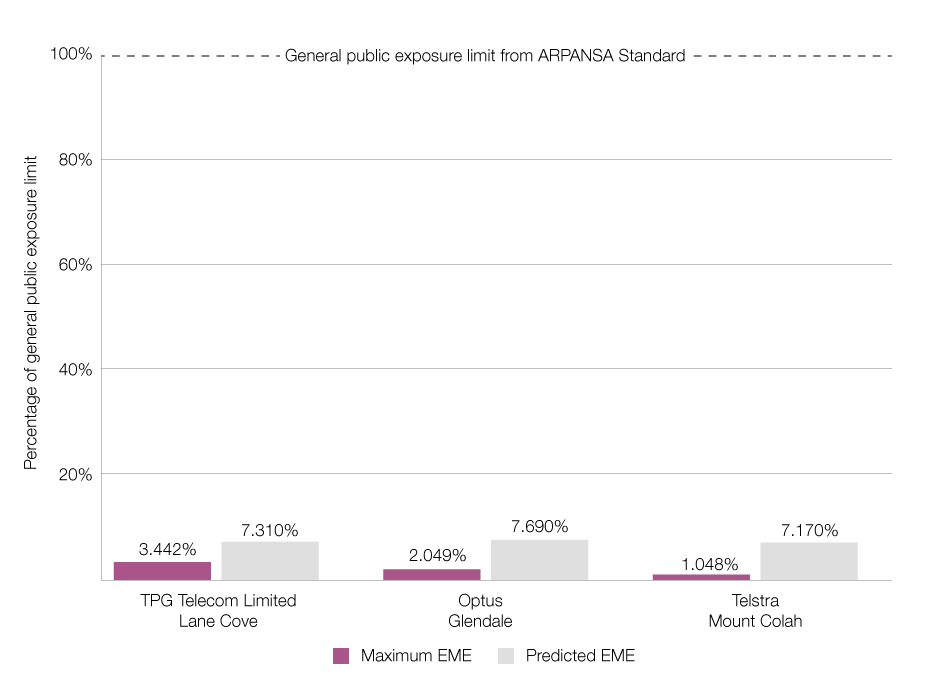 100%
General public exposure limit from ARPANSA Standard
Percentage of general public exposure limit
80%
60%
40%
20%
3.442%
7.310%
2.049%
7.690%
1.048%
7.170%
TPG Telecom Limited
Lane Cove
Optus
Glendale
Telstra
Mount Colah
Maximum EME
Predicted EME